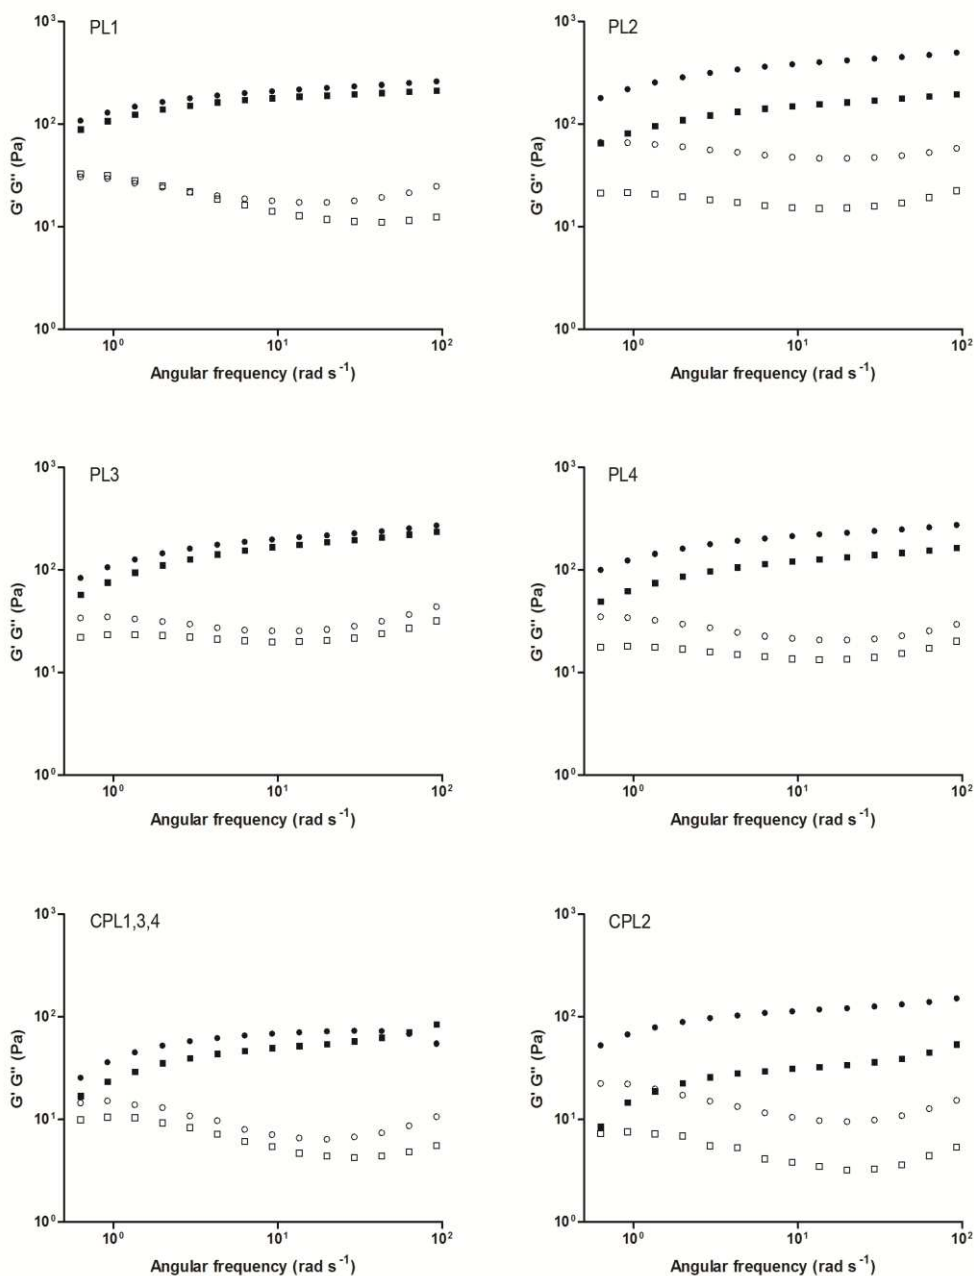 PL1
10³
10²
10¹
10⁰
G' G'' (Pa)
10⁰ 10¹ 10²
Angular frequency (rad s⁻¹)
PL2
10³
10²
10¹
10⁰
G' G'' (Pa)
10⁰ 10¹ 10²
Angular frequency (rad s⁻¹)
PL3
10³
10²
10¹
10⁰
G' G'' (Pa)
10⁰ 10¹ 10²
Angular frequency (rad s⁻¹)
PL4
10³
10²
10¹
10⁰
G' G'' (Pa)
10⁰ 10¹ 10²
Angular frequency (rad s⁻¹)
CPL1,3,4
10³
10²
10¹
10⁰
G' G'' (Pa)
10⁰ 10¹ 10²
Angular frequency (rad s⁻¹)
CPL2
10³
10²
10¹
10⁰
G' G'' (Pa)
10⁰ 10¹ 10²
Angular frequency (rad s⁻¹)